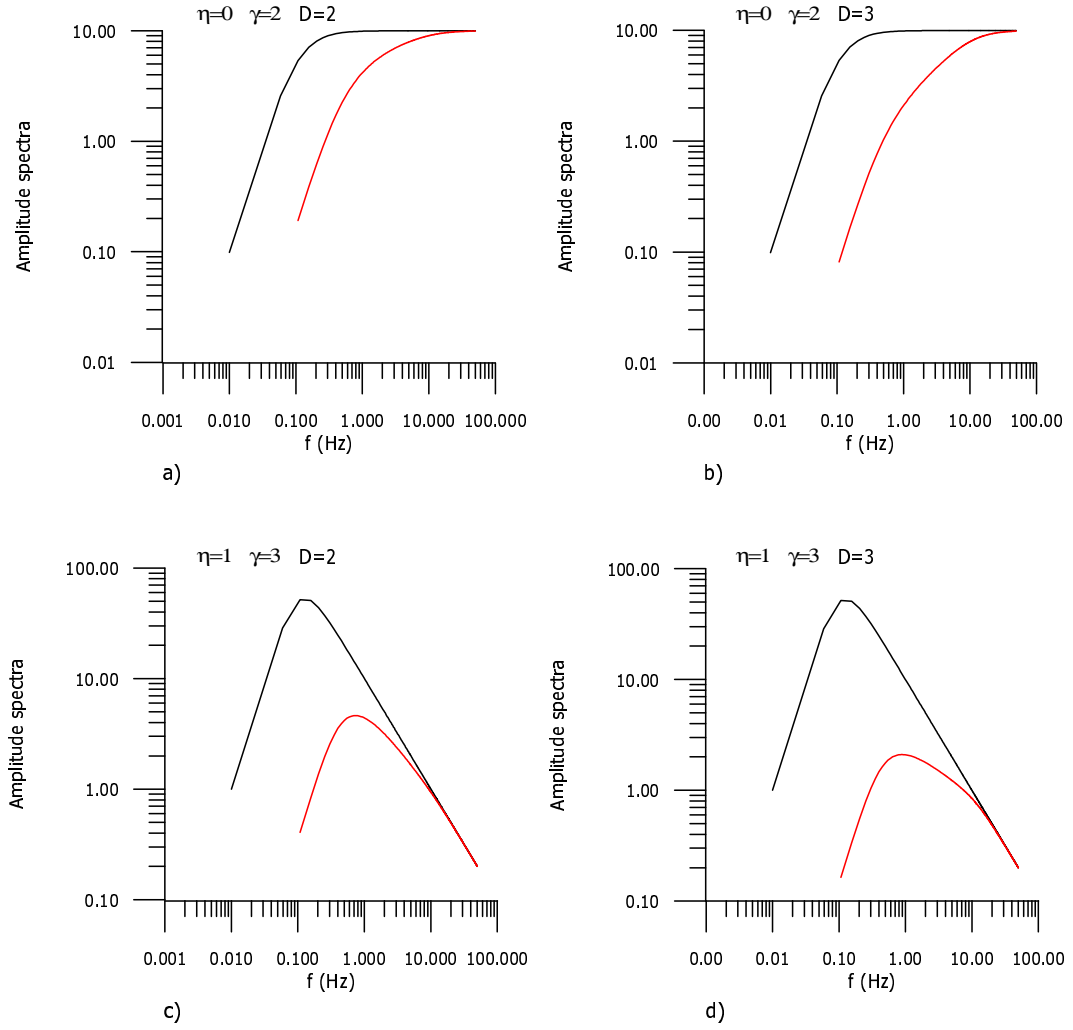 η=0 γ=2 D=2
10.00
1.00
0.10
0.01
Amplitude spectra
0.001 0.010 0.100 1.000 10.000 100.000
f (Hz)
a)
η=0 γ=2 D=3
10.00
1.00
0.10
0.01
Amplitude spectra
0.00 0.01 0.10 1.00 10.00 100.00
f (Hz)
b)
η=1 γ=3 D=2
100.00
10.00
1.00
0.10
Amplitude spectra
0.001 0.010 0.100 1.000 10.000 100.000
f (Hz)
c)
η=1 γ=3 D=3
100.00
10.00
1.00
0.10
Amplitude spectra
0.00 0.01 0.10 1.00 10.00 100.00
f (Hz)
d)